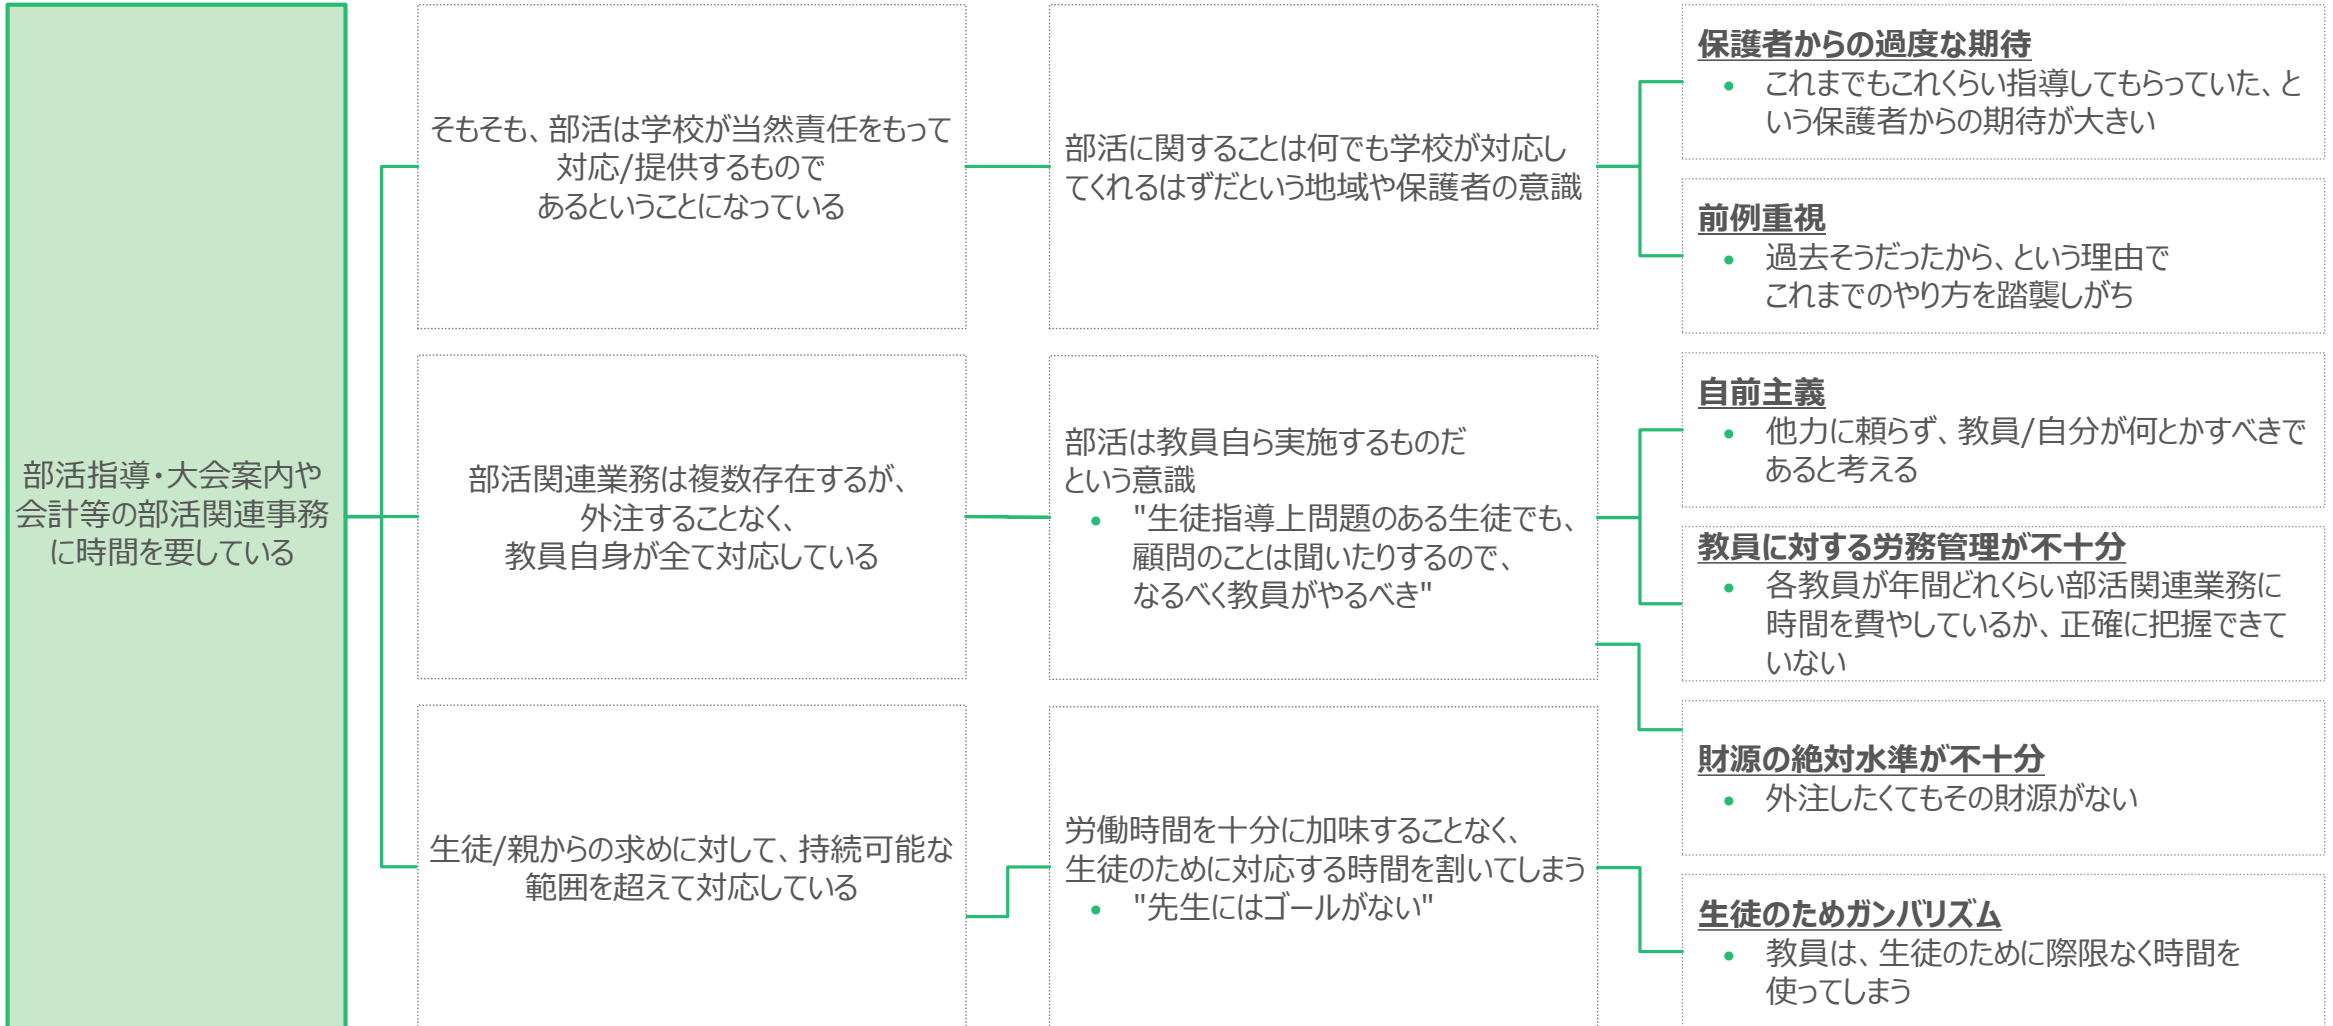 部活指導・大会案内や
会計等の部活関連事務
に時間を要している
そもそも、部活は学校が当然責任をもって
対応/提供するもので
あるということになっている
部活に関することは何でも学校が対応し
てくれるはずだという地域や保護者の意識
保護者からの過度な期待
• これまでもこれくらい指導してもらっていた、と
いう保護者からの期待が大きい
前例重視
• 過去そうだったから、という理由で
これまでのやり方を踏襲しがち
部活関連業務は複数存在するが、
外注することなく、
教員自身が全て対応している
部活は教員自ら実施するものだ
という意識
• "生徒指導上問題のある生徒でも、
顧問のことは聞いたりするので、
なるべく教員がやるべき"
自前主義
• 他力に頼らず、教員/自分が何とかすべきで
あると考える
教員に対する労務管理が不十分
• 各教員が年間どれくらい部活関連業務に
時間を費やしているか、正確に把握できて
いない
財源の絶対水準が不十分
• 外注したくてもその財源がない
生徒/親からの求めに対して、持続可能な
範囲を超えて対応している
労働時間を十分に加味することなく、
生徒のために対応する時間を割いてしまう
• "先生にはゴールがない"
生徒のためガンバリズム
• 教員は、生徒のために際限なく時間を
使ってしまう